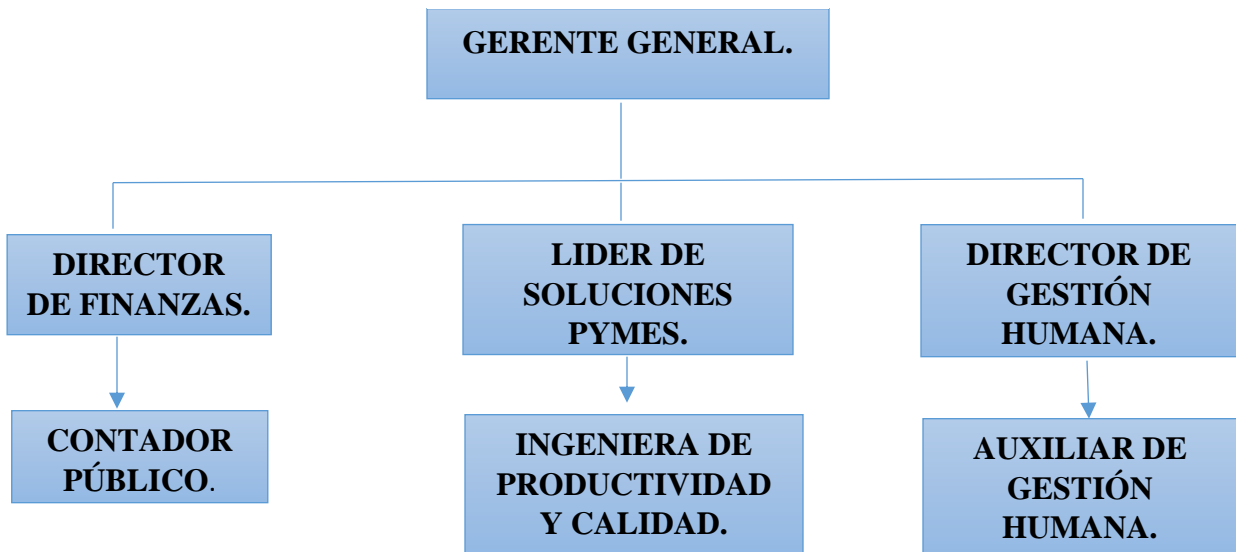 GERENTE GENERAL.
DIRECTOR
DE FINANZAS.
LIDER DE
SOLUCIONES
PYMES.
DIRECTOR DE
GESTIÓN
HUMANA.
CONTADOR
PÚBLICO.
INGENIERA DE
PRODUCTIVIDAD
Y CALIDAD.
AUXILIAR DE
GESTIÓN
HUMANA.